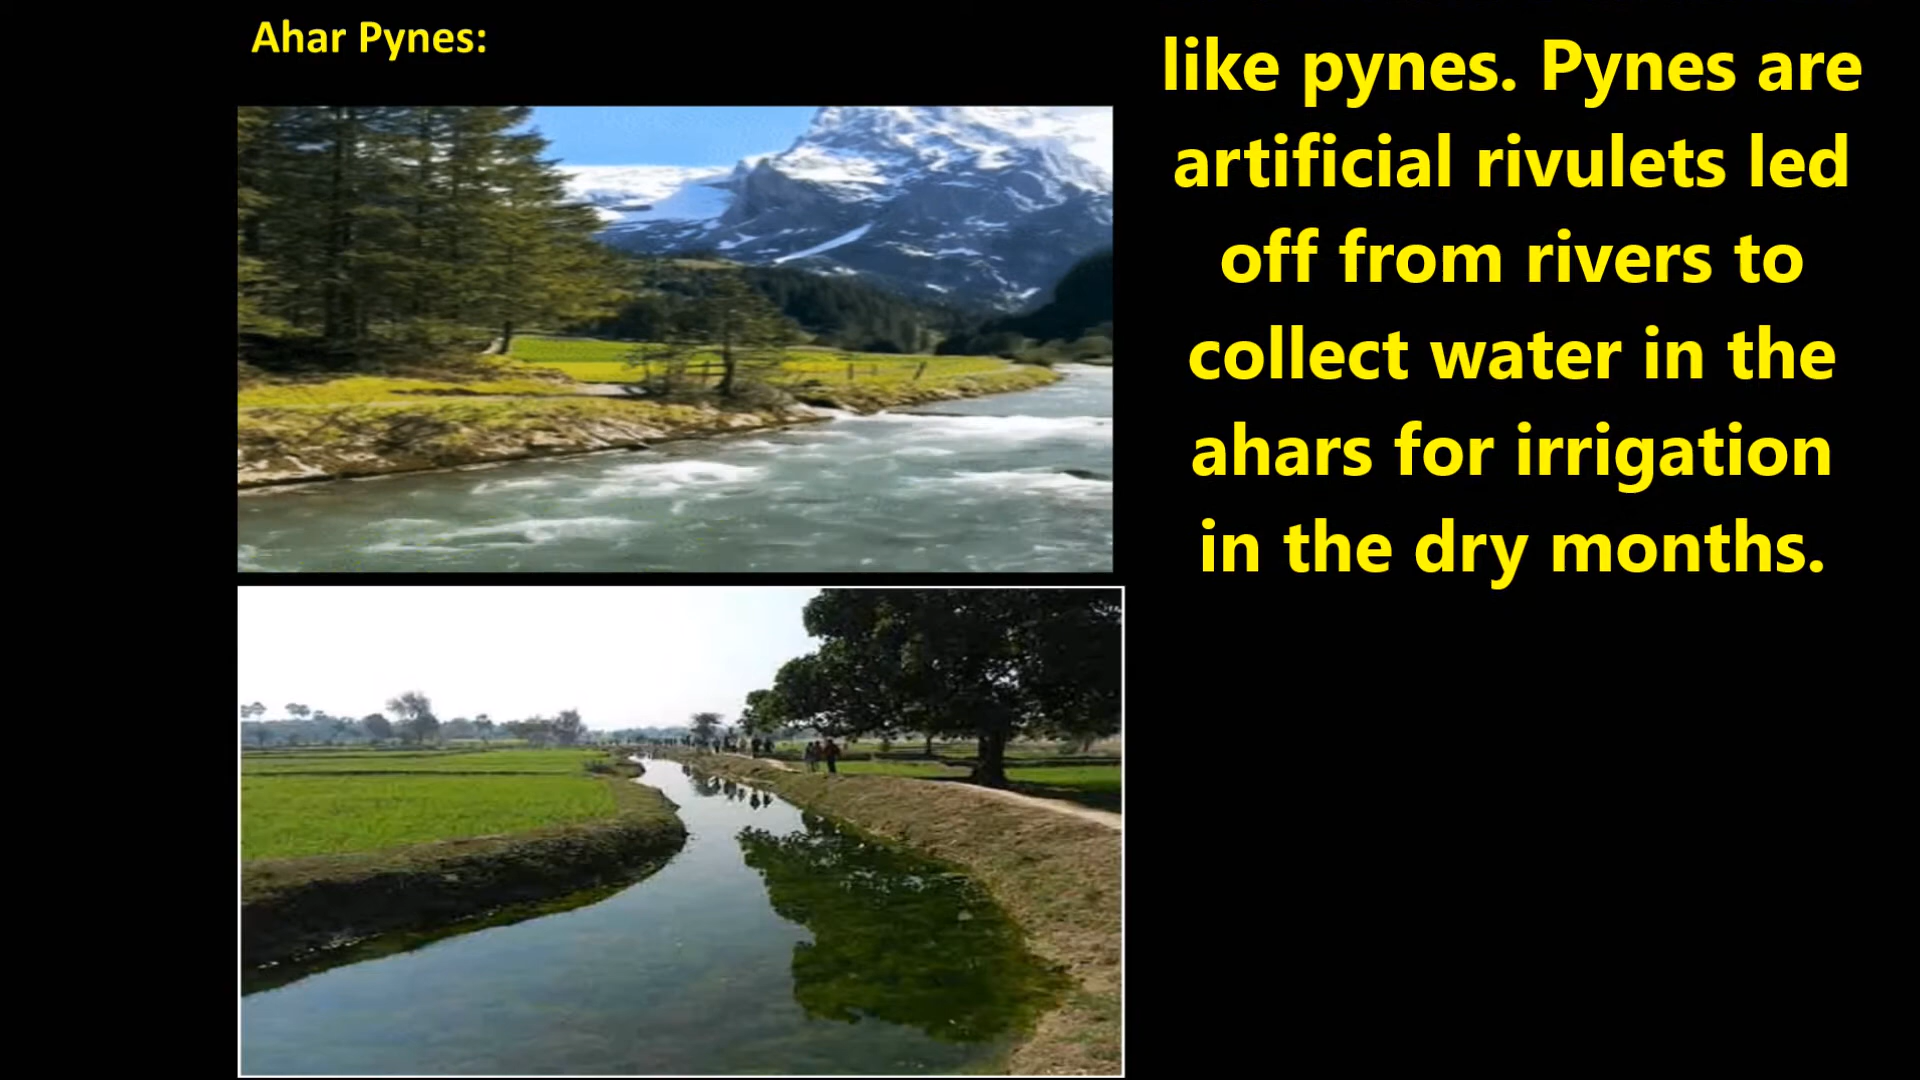 Ahar Pynes:
like pynes. Pynes are
artificial rivulets led
off from rivers to
collect water in the
ahars for irrigation
in the dry months.